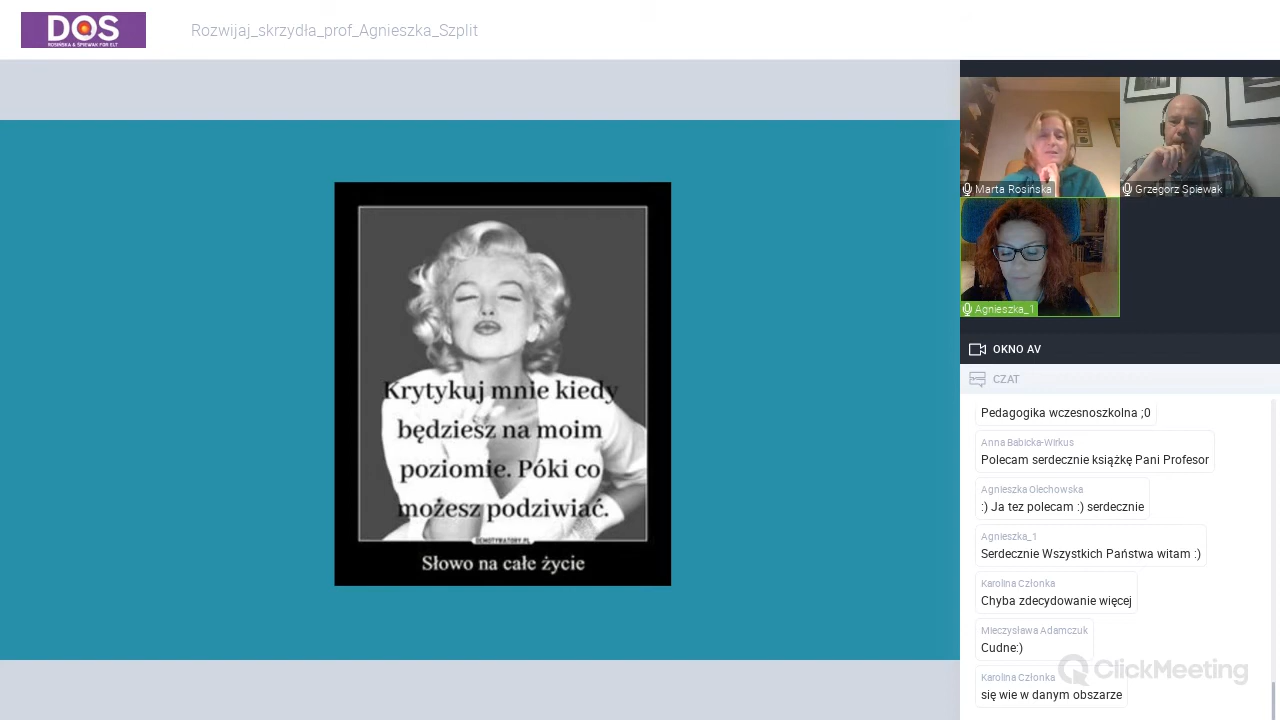 DOS
ROSIŃSKA & ŚPIEWAK FOR ELT
Rozwijaj_skrzydła_prof_Agnieszka_Szplit
Krytykuj mnie kiedy
będziesz na moim
poziomie. Póki co
możesz podziwiać.
DEMOTYWATORY.PL
Słowo na całe życie
Marta Rosińska
Grzegorz Śpiewak
Agnieszka_1
OKNO AV
CZAT
Pedagogika wczesnoszkolna ;0
Anna Babicka-Wirkus
Polecam serdecznie książkę Pani Profesor
Agnieszka Olechowska
:) Ja tez polecam :) serdecznie
Agnieszka_1
Serdecznie Wszystkich Państwa witam :)
Karolina Członka
Chyba zdecydowanie więcej
Mieczysława Adamczuk
Cudne:)
Karolina Członka
się wie w danym obszarze
ClickMeeting